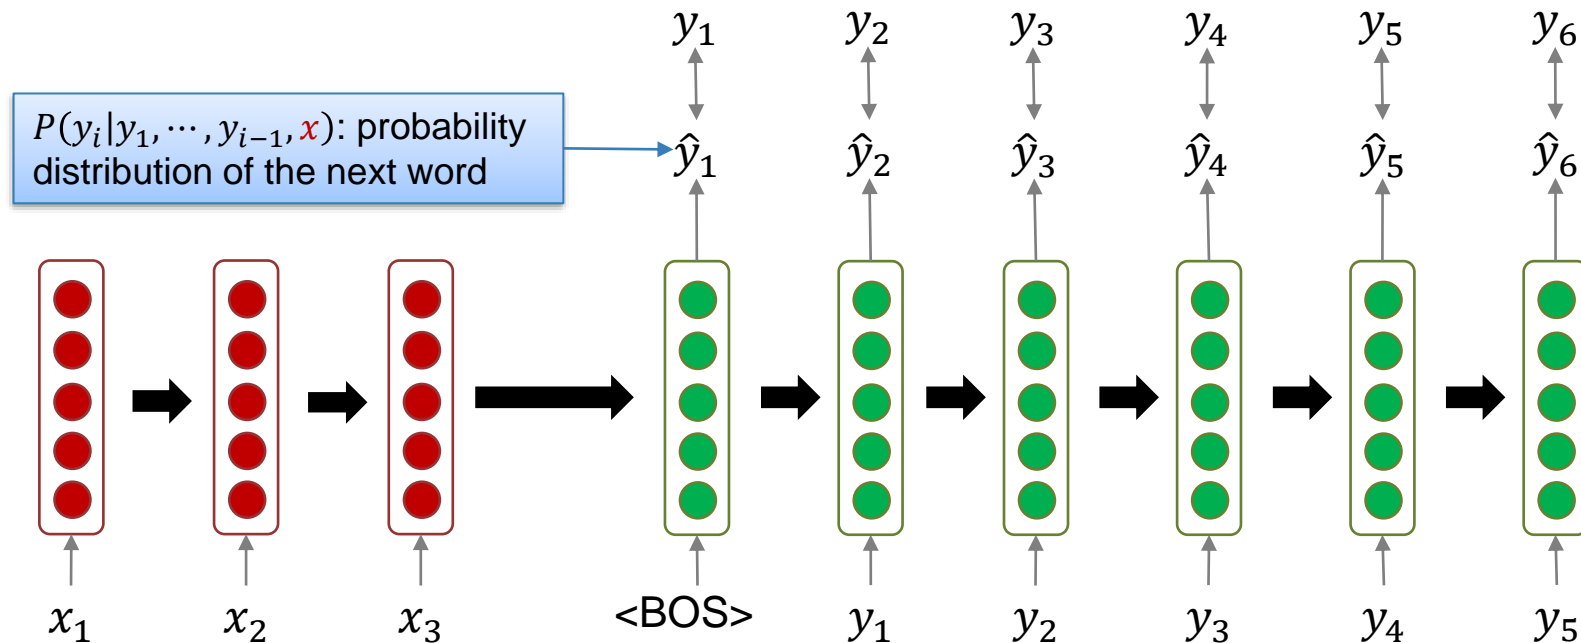 y₁ y₂ y₃ y₄ y₅ y₆
P(yᵢ|y₁, ⋯ , yᵢ₋₁, x): probability
distribution of the next word
ŷ₁ ŷ₂ ŷ₃ ŷ₄ ŷ₅ ŷ₆
x₁ x₂ x₃ <BOS> y₁ y₂ y₃ y₄ y₅